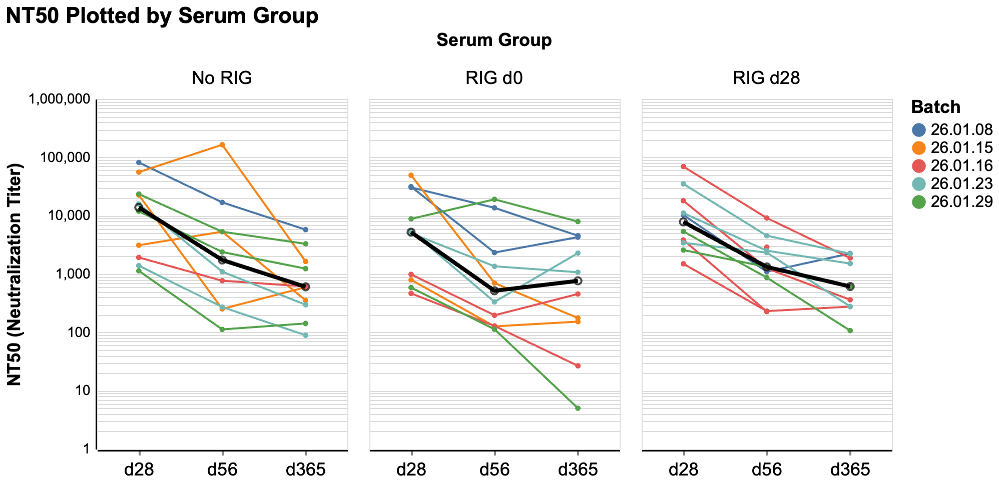 NT50 Plotted by Serum Group
Serum Group
No RIG
RIG d0
RIG d28
NT50 (Neutralization Titer)
1,000,000
100,000
10,000
1,000
100
10
1
d28 d56 d365
d28 d56 d365
d28 d56 d365
Batch
26.01.08
26.01.15
26.01.16
26.01.23
26.01.29